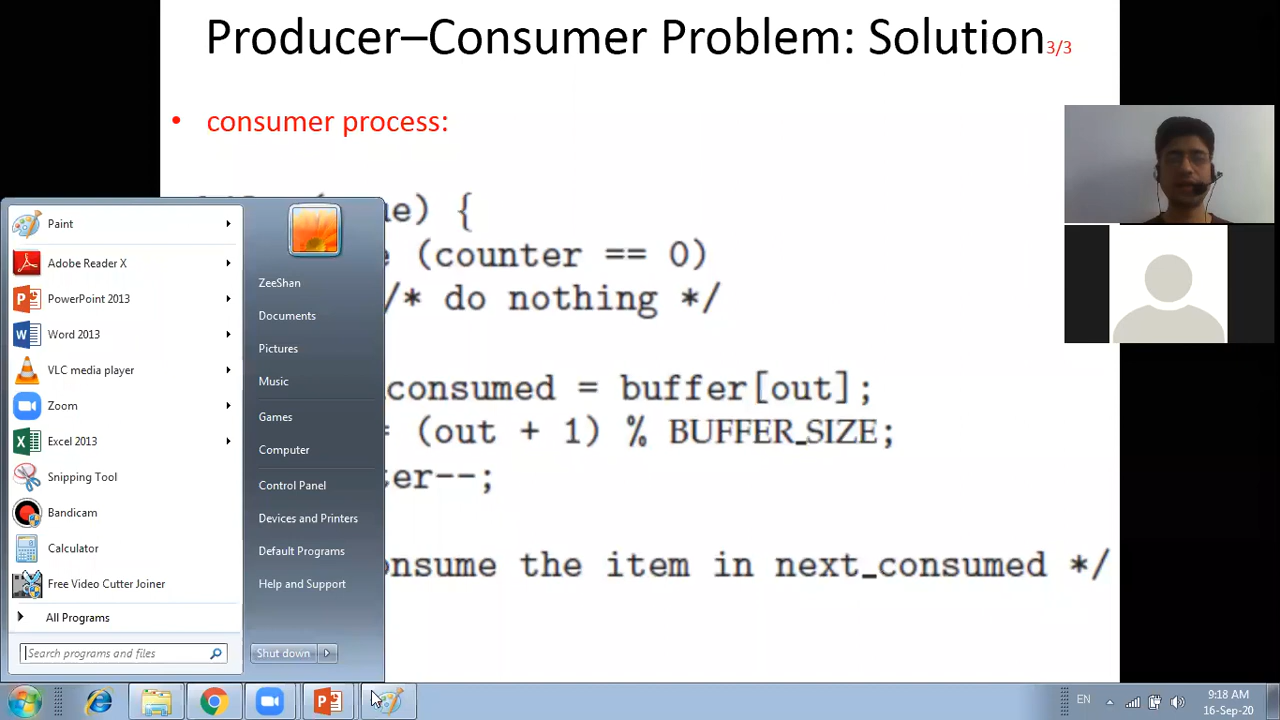 Producer–Consumer Problem: Solution3/3
• consumer process:
e) {
(counter == 0)
/* do nothing */
consumed = buffer[out];
= (out + 1) % BUFFER_SIZE;
ter--;
onsume the item in next_consumed */
Paint
Adobe Reader X
PowerPoint 2013
Word 2013
VLC media player
Zoom
Excel 2013
Snipping Tool
Bandicam
Calculator
Free Video Cutter Joiner
All Programs
Search programs and files
ZeeShan
Documents
Pictures
Music
Games
Computer
Control Panel
Devices and Printers
Default Programs
Help and Support
Shut down
EN
9:18 AM
16-Sep-20